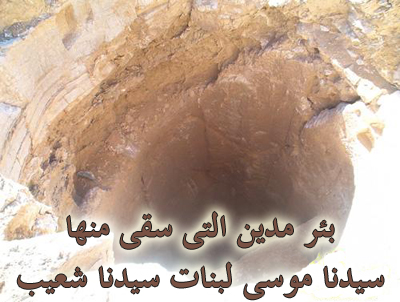 بئر مدين التى سقى منها
سيدنا موسى لبنات سيدنا شعيب